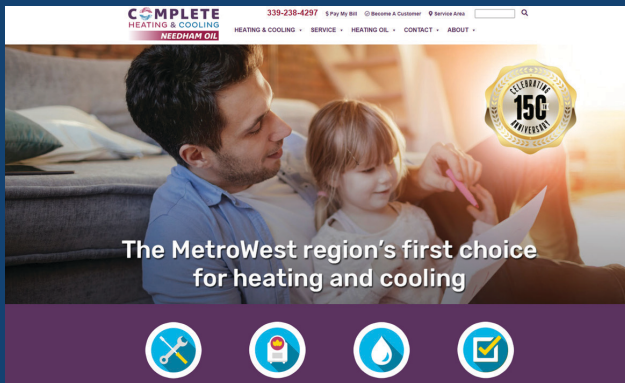 COMPLETE
HEATING & COOLING
NEEDHAM OIL
339-238-4297 $ Pay My Bill Become A Customer Service Area
HEATING & COOLING SERVICE HEATING OIL CONTACT ABOUT
CELEBRATING
150
ANNIVERSARY
The MetroWest region's first choice
for heating and cooling